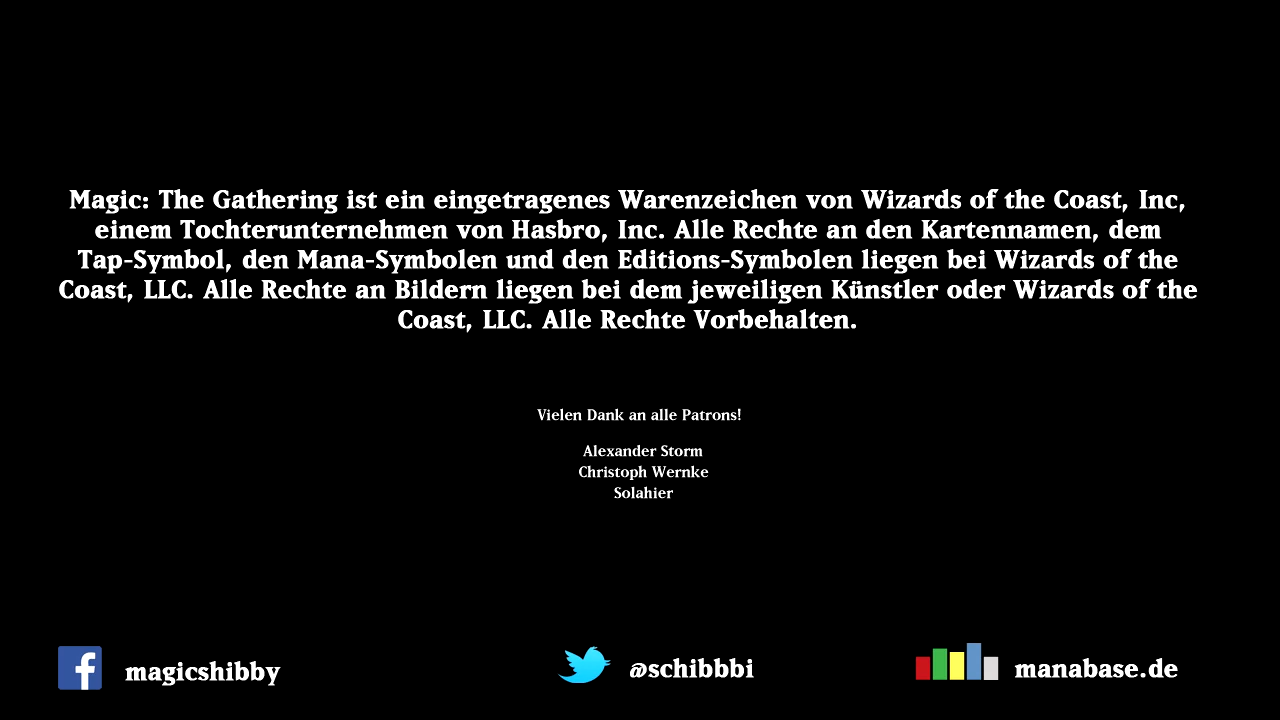 Magic: The Gathering ist ein eingetragenes Warenzeichen von Wizards of the Coast, Inc,
einem Tochterunternehmen von Hasbro, Inc. Alle Rechte an den Kartennamen, dem
Tap-Symbol, den Mana-Symbolen und den Editions-Symbolen liegen bei Wizards of the
Coast, LLC. Alle Rechte an Bildern liegen bei dem jeweiligen Künstler oder Wizards of the
Coast, LLC. Alle Rechte Vorbehalten.
Vielen Dank an alle Patrons!
Alexander Storm
Christoph Wernke
Solahier
magicshibby
@schibbbi
manabase.de